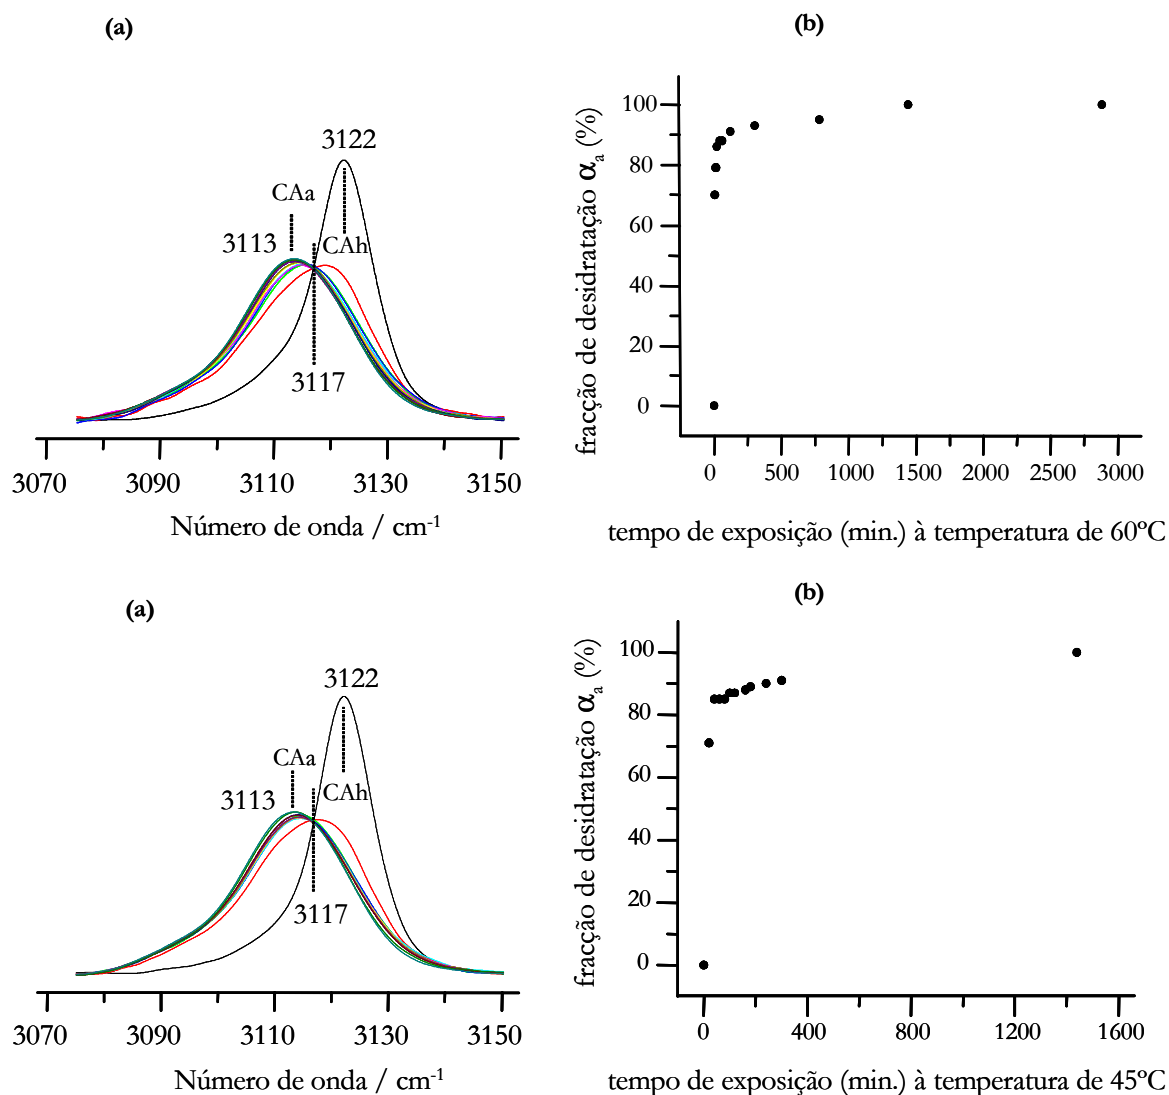 (a)
3122
CAa
3113
CAh
3117
3070 3090 3110 3130 3150
Número de onda / cm-1
(b)
fracção de desidratação αa (%)
100
80
60
40
20
0
0 500 1000 1500 2000 2500 3000
tempo de exposição (min.) à temperatura de 60ºC
(a)
3122
CAa
3113
CAh
3117
3070 3090 3110 3130 3150
Número de onda / cm-1
(b)
fracção de desidratação αa (%)
100
80
60
40
20
0
0 400 800 1200 1600
tempo de exposição (min.) à temperatura de 45ºC